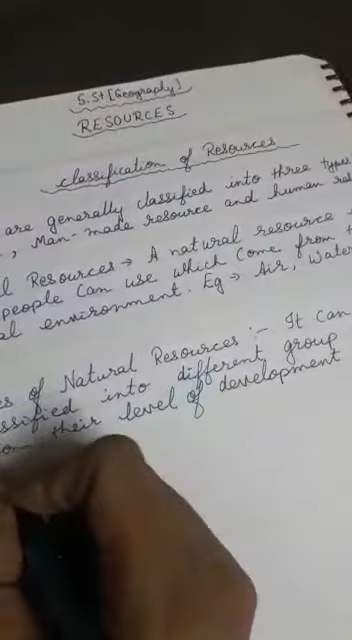 S.St [Geography]
RESOURCES
Classification of Resources
are generally classified into three types
, Man-made resource and human
Resources → A natural resource
people can use which come from
environment. Eg → Air, Water
of Natural Resources :- It can
into different group
their level of development